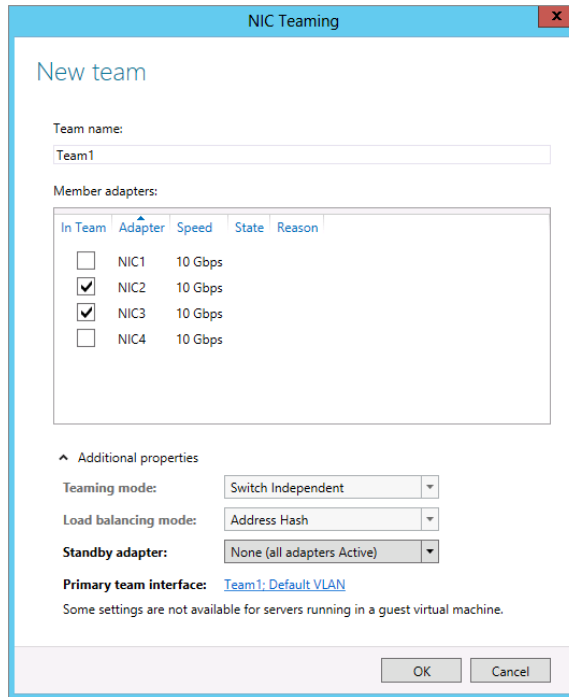 NIC Teaming
x
New team
Team name:
Team1
Member adapters:
In Team Adapter Speed State Reason
NIC1 10 Gbps
NIC2 10 Gbps
NIC3 10 Gbps
NIC4 10 Gbps
Additional properties
Teaming mode: Switch Independent
Load balancing mode: Address Hash
Standby adapter: None (all adapters Active)
Primary team interface: Team1; Default VLAN
Some settings are not available for servers running in a guest virtual machine.
OK Cancel